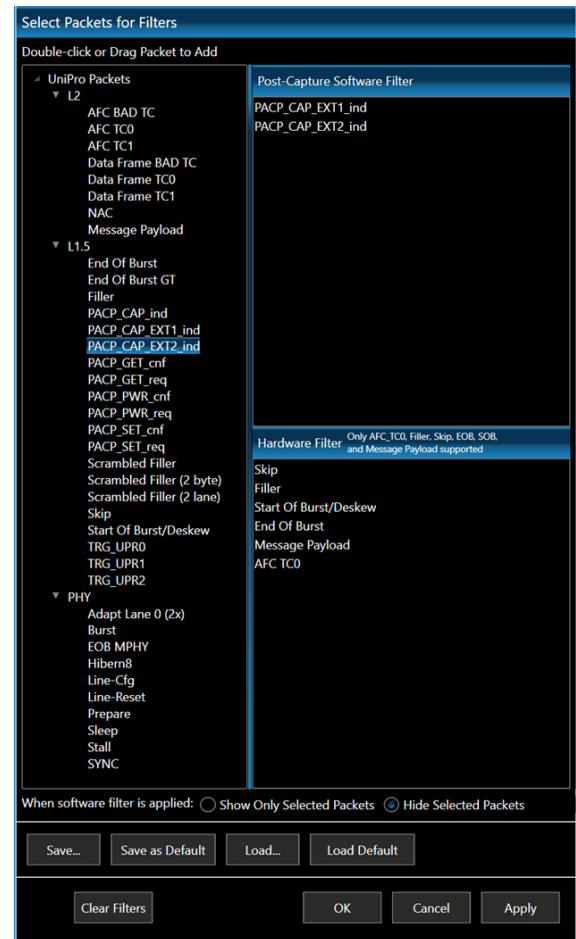 Select Packets for Filters
Double-click or Drag Packet to Add
UniPro Packets
L2
AFC BAD TC
AFC TC0
AFC TC1
Data Frame BAD TC
Data Frame TC0
Data Frame TC1
NAC
Message Payload
L1.5
End Of Burst
End Of Burst GT
Filler
PACP_CAP_ind
PACP_CAP_EXT1_ind
PACP_CAP_EXT2_ind
PACP_GET_cnf
PACP_GET_req
PACP_PWR_cnf
PACP_PWR_req
PACP_SET_cnf
PACP_SET_req
Scrambled Filler
Scrambled Filler (2 byte)
Scrambled Filler (2 lane)
Skip
Start Of Burst/Deskew
TRG_UPR0
TRG_UPR1
TRG_UPR2
PHY
Adapt Lane 0 (2x)
Burst
EOB MPHY
Hibern8
Line-Cfg
Line-Reset
Prepare
Sleep
Stall
SYNC
Post-Capture Software Filter
PACP_CAP_EXT1_ind
PACP_CAP_EXT2_ind
Hardware Filter Only AFC_TC0, Filler, Skip, EOB, SOB,
and Message Payload supported
Skip
Filler
Start Of Burst/Deskew
End Of Burst
Message Payload
AFC TC0
When software filter is applied: Show Only Selected Packets Hide Selected Packets
Save... Save as Default Load... Load Default
Clear Filters OK Cancel Apply